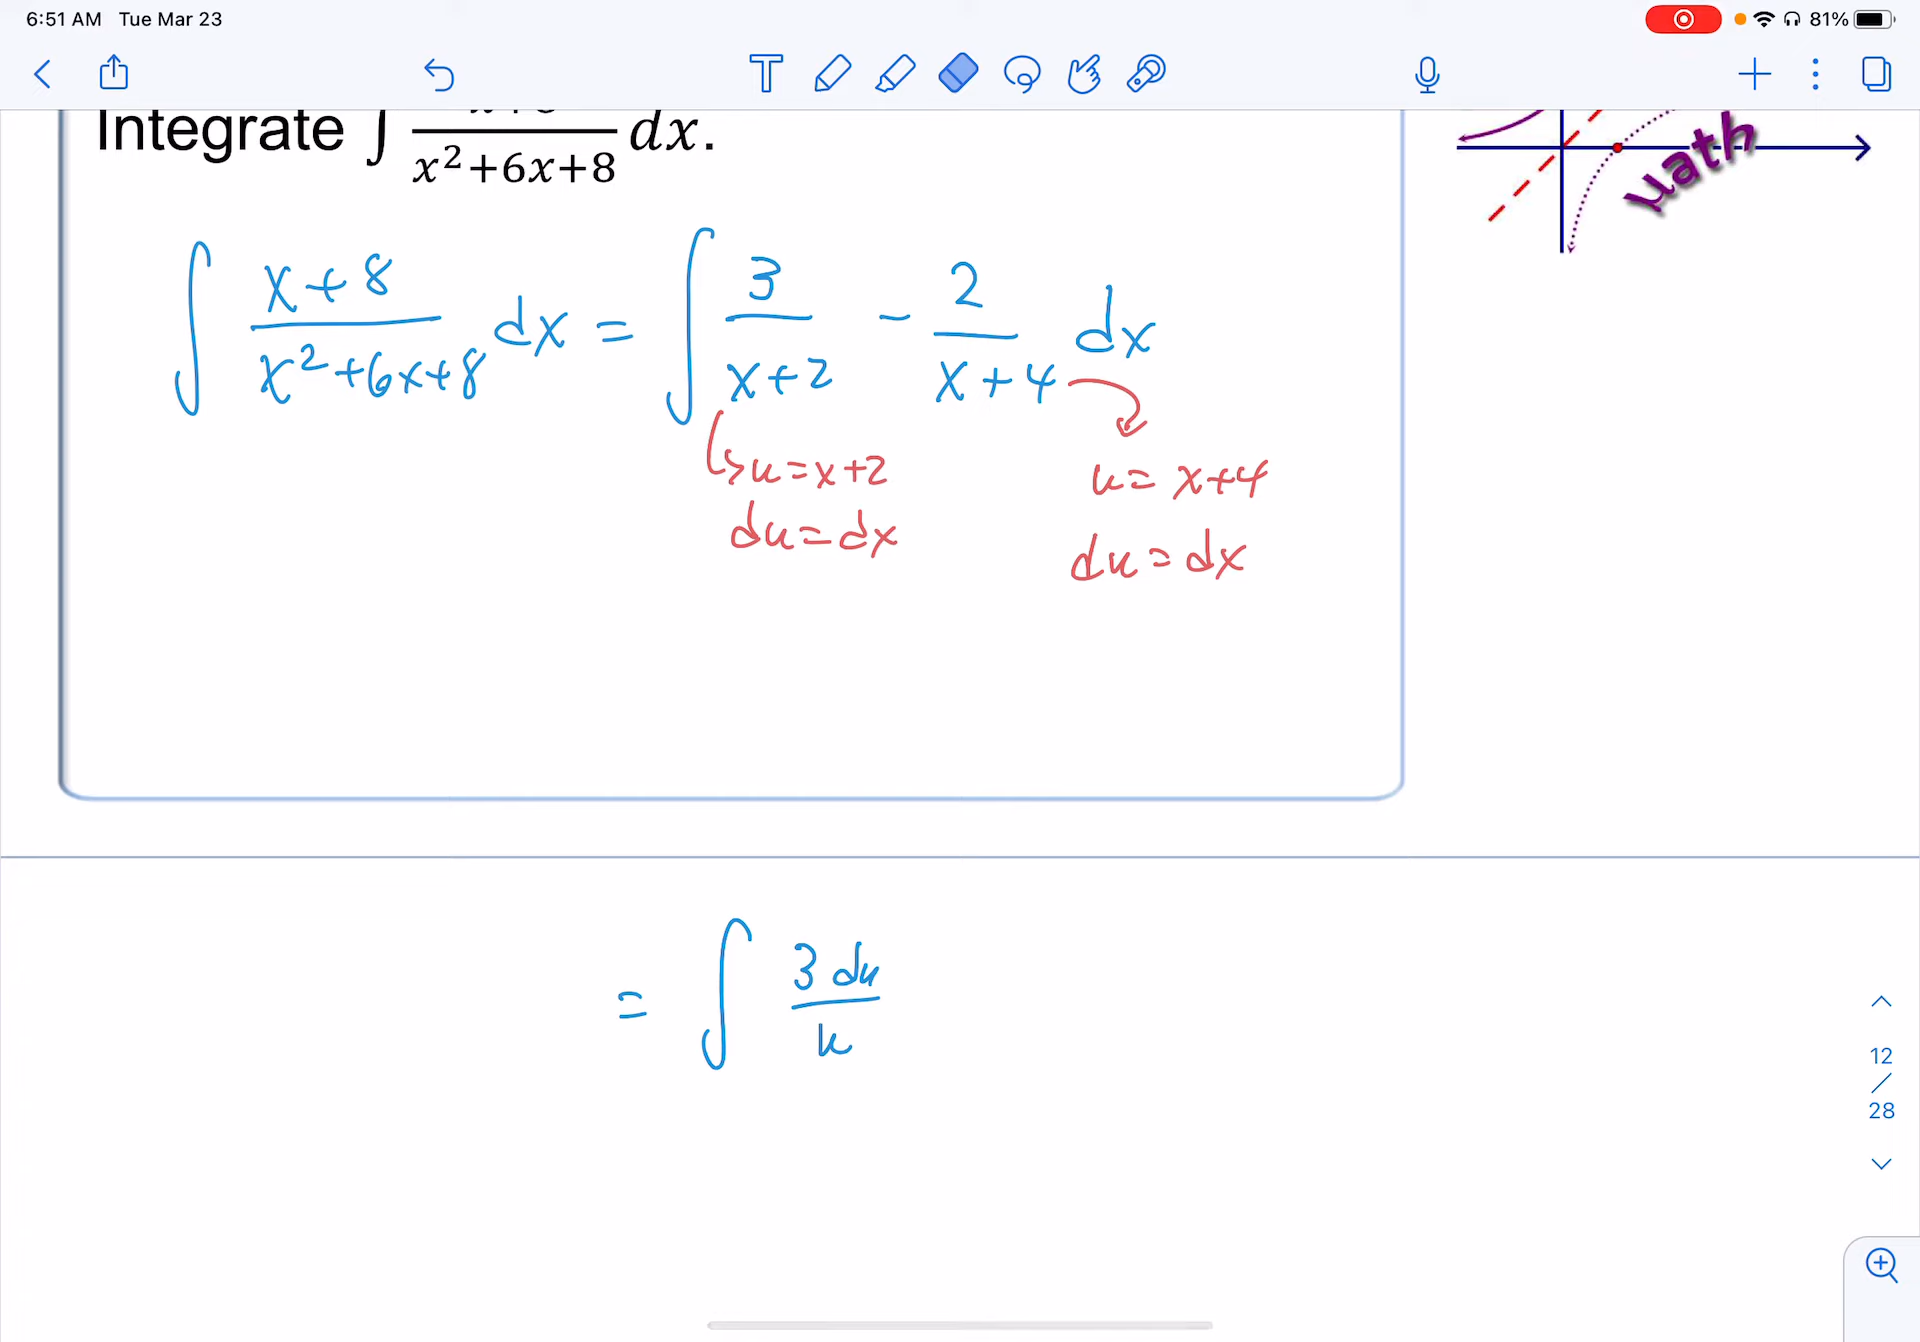 6:51 AM Tue Mar 23
81%
Integrate ∫ / x²+6x+8 dx.
Math
∫ x+8 / x²+6x+8 dx = ∫ 3 / x+2 - 2 / x+4 dx
u=x+2
u=x+4
du=dx
du=dx
= ∫ 3 du / u
12
/
28